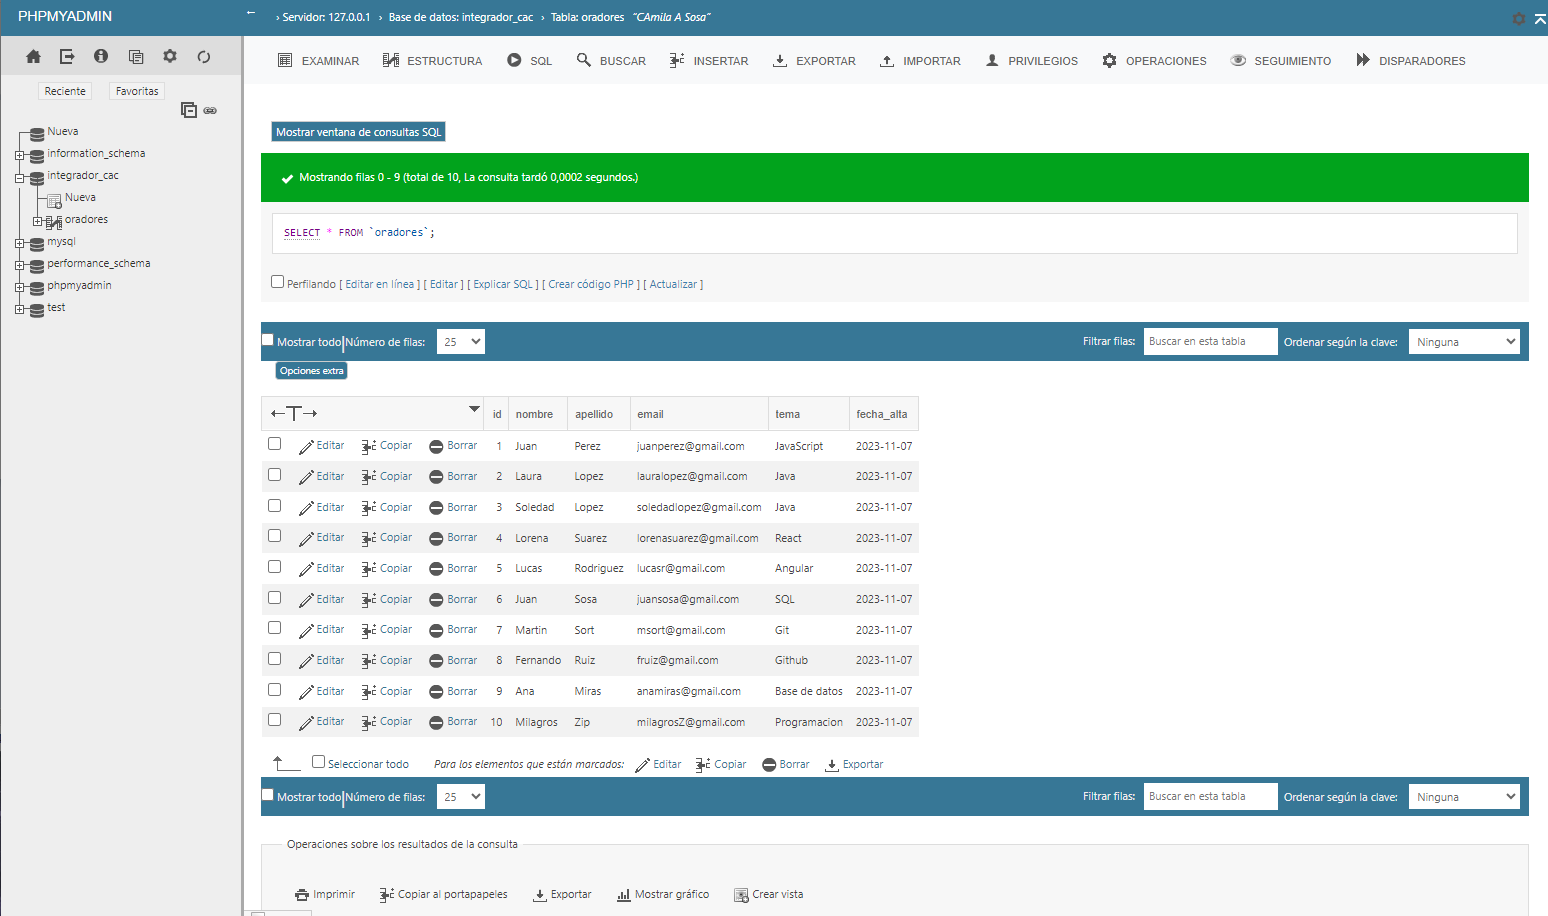 PHPMYADMIN
← › Servidor: 127.0.0.1 › Base de datos: integrador_cac › Tabla: oradores “CAmila A Sosa”
EXAMINAR ESTRUCTURA SQL BUSCAR INSERTAR EXPORTAR IMPORTAR PRIVILEGIOS OPERACIONES SEGUIMIENTO DISPARADORES
Reciente Favoritas
Nueva
information_schema
integrador_cac
Nueva
oradores
mysql
performance_schema
phpmyadmin
test
Mostrar ventana de consultas SQL
Mostrando filas 0 - 9 (total de 10, La consulta tardó 0,0002 segundos.)
SELECT * FROM `oradores`;
Perfilando [ Editar en línea ] [ Editar ] [ Explicar SQL ] [ Crear código PHP ] [ Actualizar ]
Mostrar todo | Número de filas: 25 Filtrar filas: Buscar en esta tabla Ordenar según la clave: Ninguna
Opciones extra
←T→ id nombre apellido email tema fecha_alta
Editar Copiar Borrar 1 Juan Perez juanperez@gmail.com JavaScript 2023-11-07
Editar Copiar Borrar 2 Laura Lopez lauralopez@gmail.com Java 2023-11-07
Editar Copiar Borrar 3 Soledad Lopez soledadlopez@gmail.com Java 2023-11-07
Editar Copiar Borrar 4 Lorena Suarez lorenasuarez@gmail.com React 2023-11-07
Editar Copiar Borrar 5 Lucas Rodriguez lucasr@gmail.com Angular 2023-11-07
Editar Copiar Borrar 6 Juan Sosa juansosa@gmail.com SQL 2023-11-07
Editar Copiar Borrar 7 Martin Sort msort@gmail.com Git 2023-11-07
Editar Copiar Borrar 8 Fernando Ruiz fruiz@gmail.com Github 2023-11-07
Editar Copiar Borrar 9 Ana Miras anamiras@gmail.com Base de datos 2023-11-07
Editar Copiar Borrar 10 Milagros Zip milagrosZ@gmail.com Programacion 2023-11-07
Seleccionar todo Para los elementos que están marcados: Editar Copiar Borrar Exportar
Mostrar todo | Número de filas: 25 Filtrar filas: Buscar en esta tabla Ordenar según la clave: Ninguna
Operaciones sobre los resultados de la consulta
Imprimir Copiar al portapapeles Exportar Mostrar gráfico Crear vista